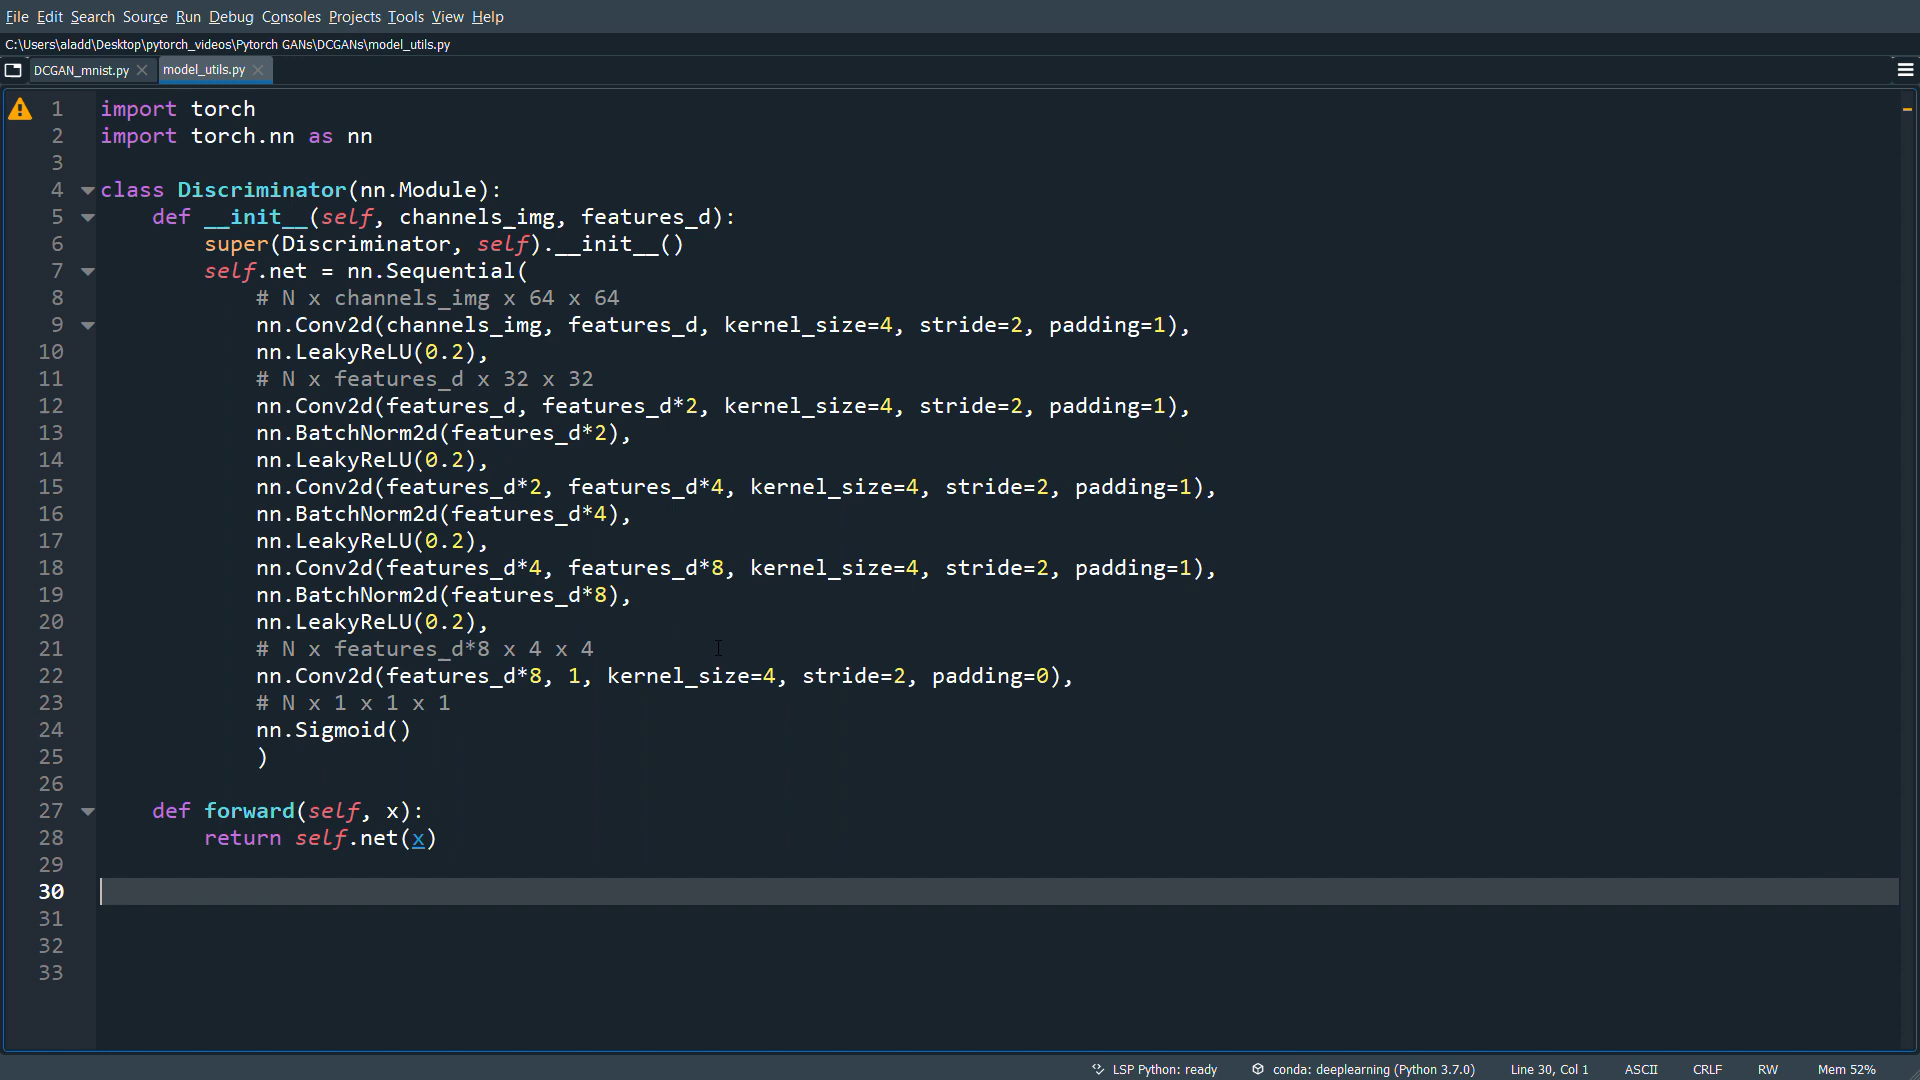 File Edit Search Source Run Debug Consoles Projects Tools View Help
C:\Users\aladd\Desktop\pytorch_videos\Pytorch GANs\DCGANs\model_utils.py
DCGAN_mnist.py model_utils.py
1 import torch
2 import torch.nn as nn
3
4 class Discriminator(nn.Module):
5     def __init__(self, channels_img, features_d):
6         super(Discriminator, self).__init__()
7         self.net = nn.Sequential(
8             # N x channels_img x 64 x 64
9             nn.Conv2d(channels_img, features_d, kernel_size=4, stride=2, padding=1),
10             nn.LeakyReLU(0.2),
11             # N x features_d x 32 x 32
12             nn.Conv2d(features_d, features_d*2, kernel_size=4, stride=2, padding=1),
13             nn.BatchNorm2d(features_d*2),
14             nn.LeakyReLU(0.2),
15             nn.Conv2d(features_d*2, features_d*4, kernel_size=4, stride=2, padding=1),
16             nn.BatchNorm2d(features_d*4),
17             nn.LeakyReLU(0.2),
18             nn.Conv2d(features_d*4, features_d*8, kernel_size=4, stride=2, padding=1),
19             nn.BatchNorm2d(features_d*8),
20             nn.LeakyReLU(0.2),
21             # N x features_d*8 x 4 x 4
22             nn.Conv2d(features_d*8, 1, kernel_size=4, stride=2, padding=0),
23             # N x 1 x 1 x 1
24             nn.Sigmoid()
25             )
26
27     def forward(self, x):
28         return self.net(x)
29
30
31
32
33
LSP Python: ready conda: deeplearning (Python 3.7.0) Line 30, Col 1 ASCII CRLF RW Mem 52%